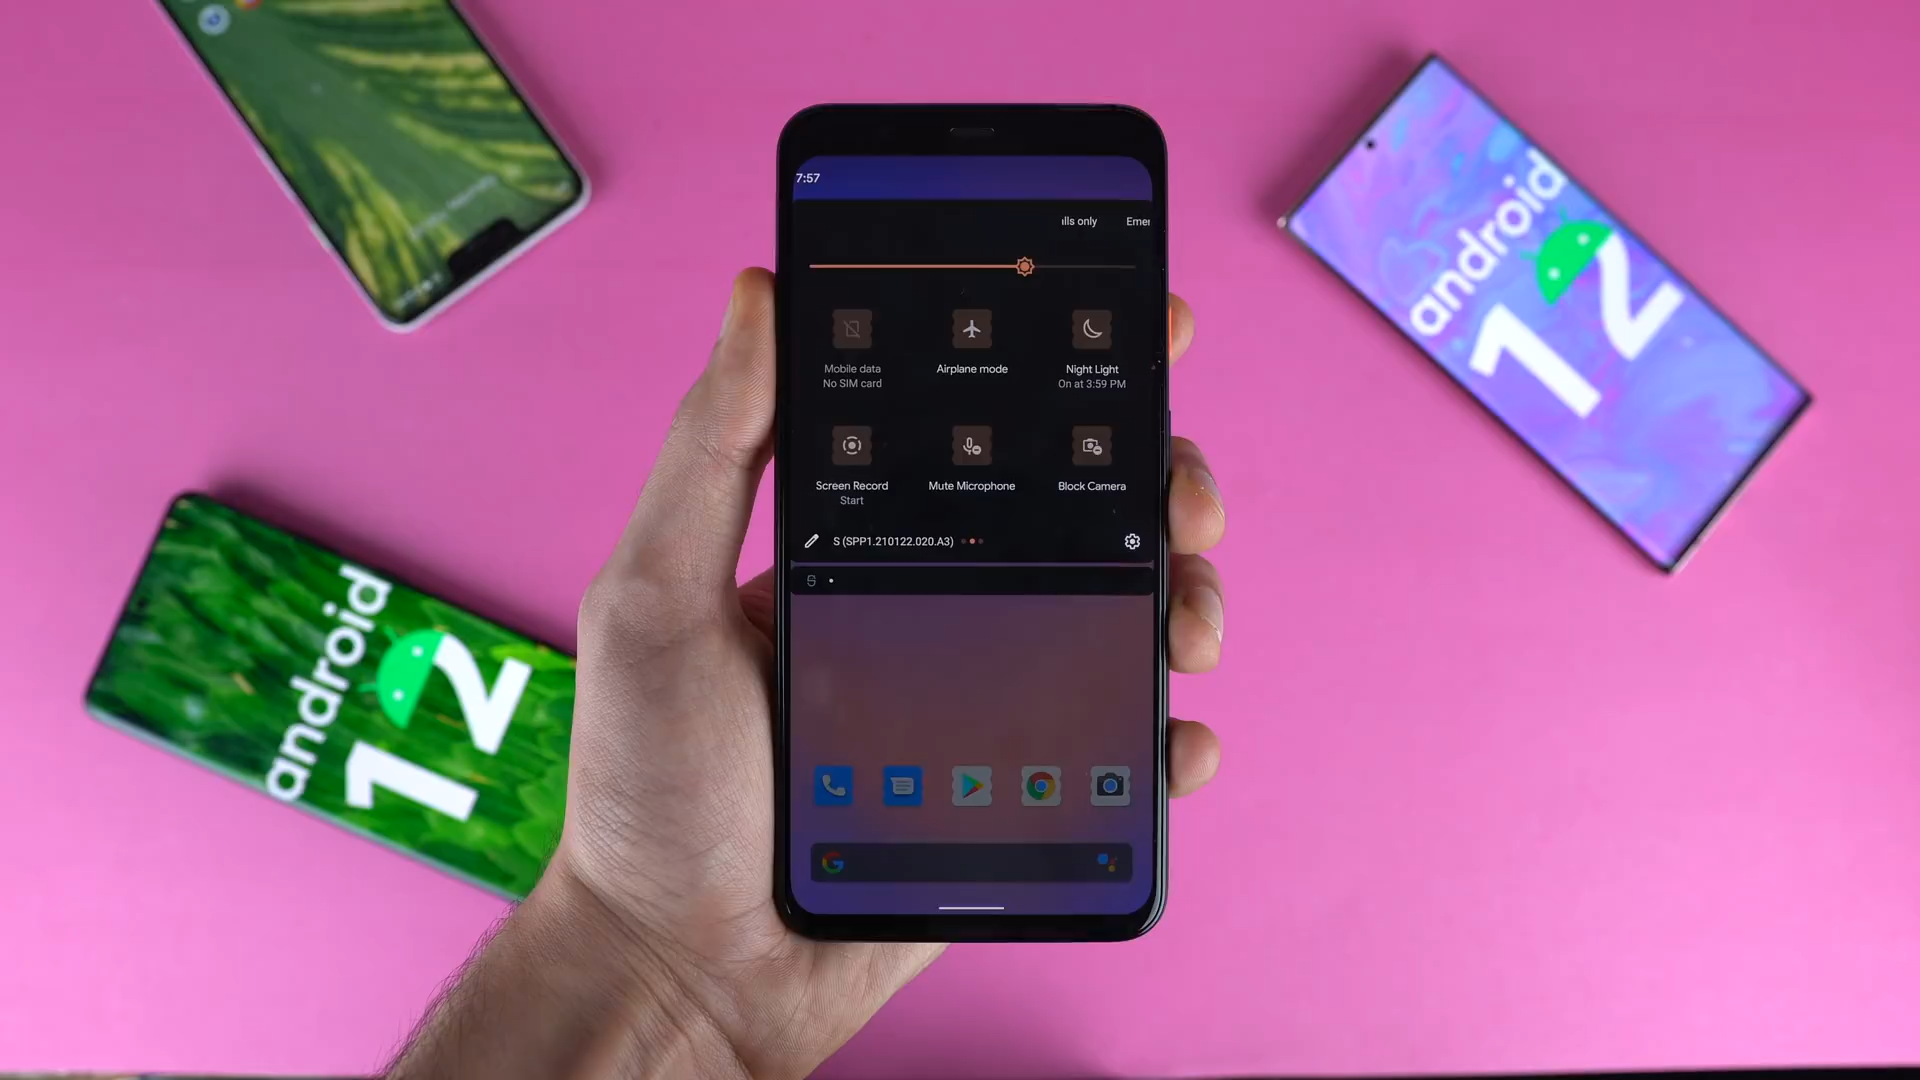 7:57
ills only Emer
Mobile data
No SIM card
Airplane mode
Night Light
On at 3:59 PM
Screen Record
Start
Mute Microphone
Block Camera
S (SPP1.210122.020.A3)
android
12
android
12